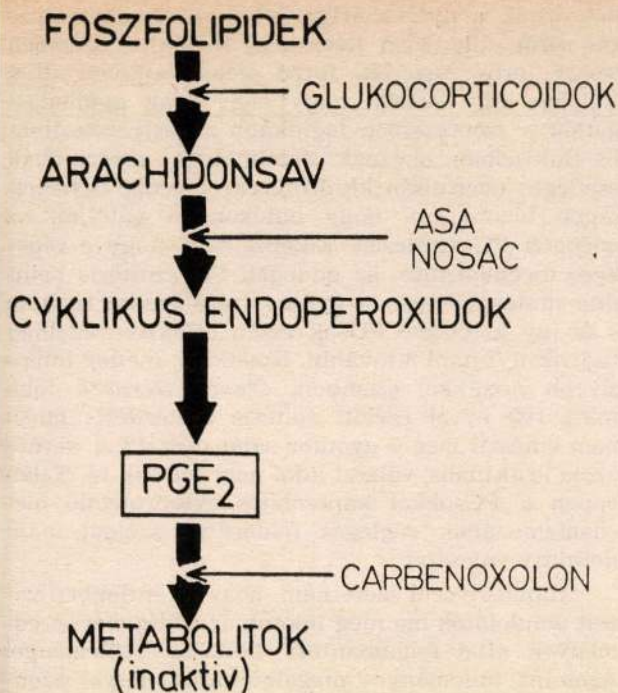 FOSZFOLIPIDEK
GLUKOCORTICOIDOK
ARACHIDONSAV
ASA
NOSAC
CYKLIKUS ENDOPEROXIDOK
PGE₂
CARBENOXOLON
METABOLITOK
(inaktiv)